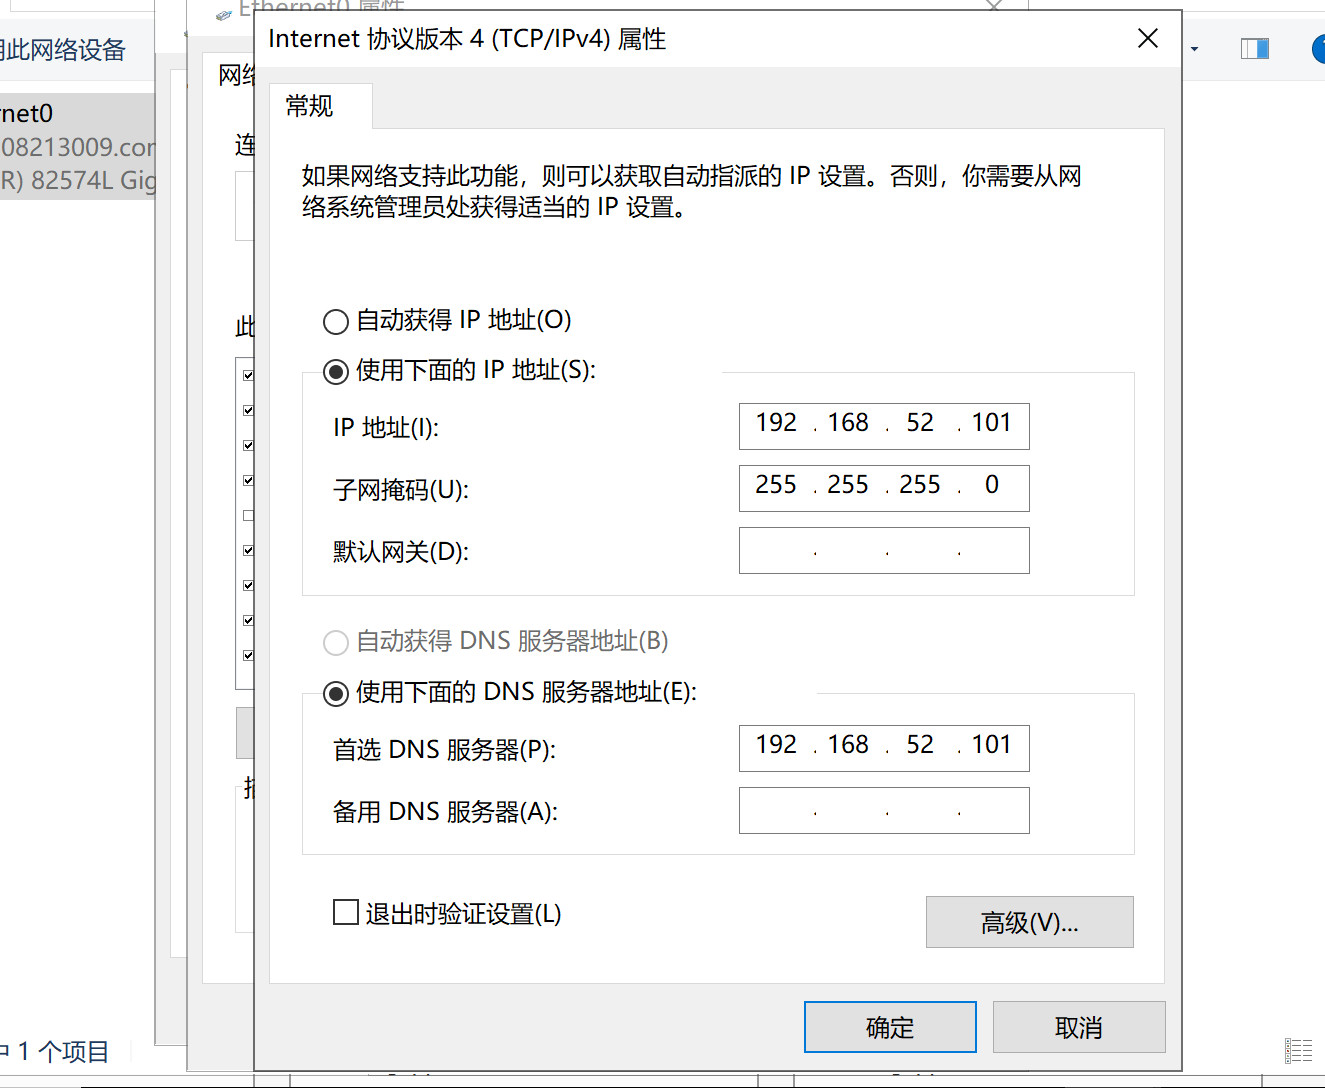 Ethernet0 属性
Internet 协议版本 4 (TCP/IPv4) 属性
此网络设备
网络
常规
rnet0
08213009.com
R) 82574L Gig
连
如果网络支持此功能，则可以获取自动指派的 IP 设置。否则，你需要从网
络系统管理员处获得适当的 IP 设置。
自动获得 IP 地址(O)
此
使用下面的 IP 地址(S):
IP 地址(I):
192 . 168 . 52 . 101
子网掩码(U):
255 . 255 . 255 . 0
默认网关(D):
. . .
自动获得 DNS 服务器地址(B)
使用下面的 DNS 服务器地址(E):
首选 DNS 服务器(P):
192 . 168 . 52 . 101
备用 DNS 服务器(A):
. . .
退出时验证设置(L)
高级(V)...
确定
取消
中 1 个项目